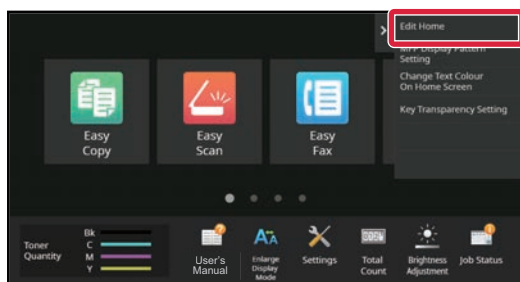 Edit Home
MFP Display Pattern
Setting
Change Text Colour
On Home Screen
Key Transparency Setting
Easy
Copy
Easy
Scan
Easy
Fax
Toner
Quantity
Bk
C
M
Y
User's
Manual
Enlarge
Display
Mode
Settings
Total
Count
Brightness
Adjustment
Job Status